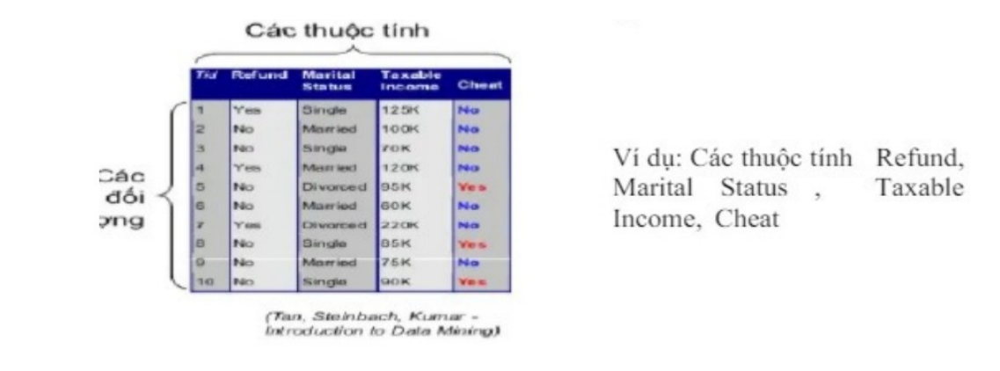 Các thuộc tính
Tid Refund Marital Status Taxable Income Cheat
1 Yes Single 125K No
2 No Married 100K No
3 No Single 70K No
4 Yes Married 120K No
5 No Divorced 95K Yes
6 No Married 60K No
7 Yes Divorced 220K No
8 No Single 85K Yes
9 No Married 75K No
10 No Single 90K Yes
Các
đối
ợng
(Tan, Steinbach, Kumar -
Introduction to Data Mining)
Ví dụ: Các thuộc tính Refund,
Marital Status , Taxable
Income, Cheat